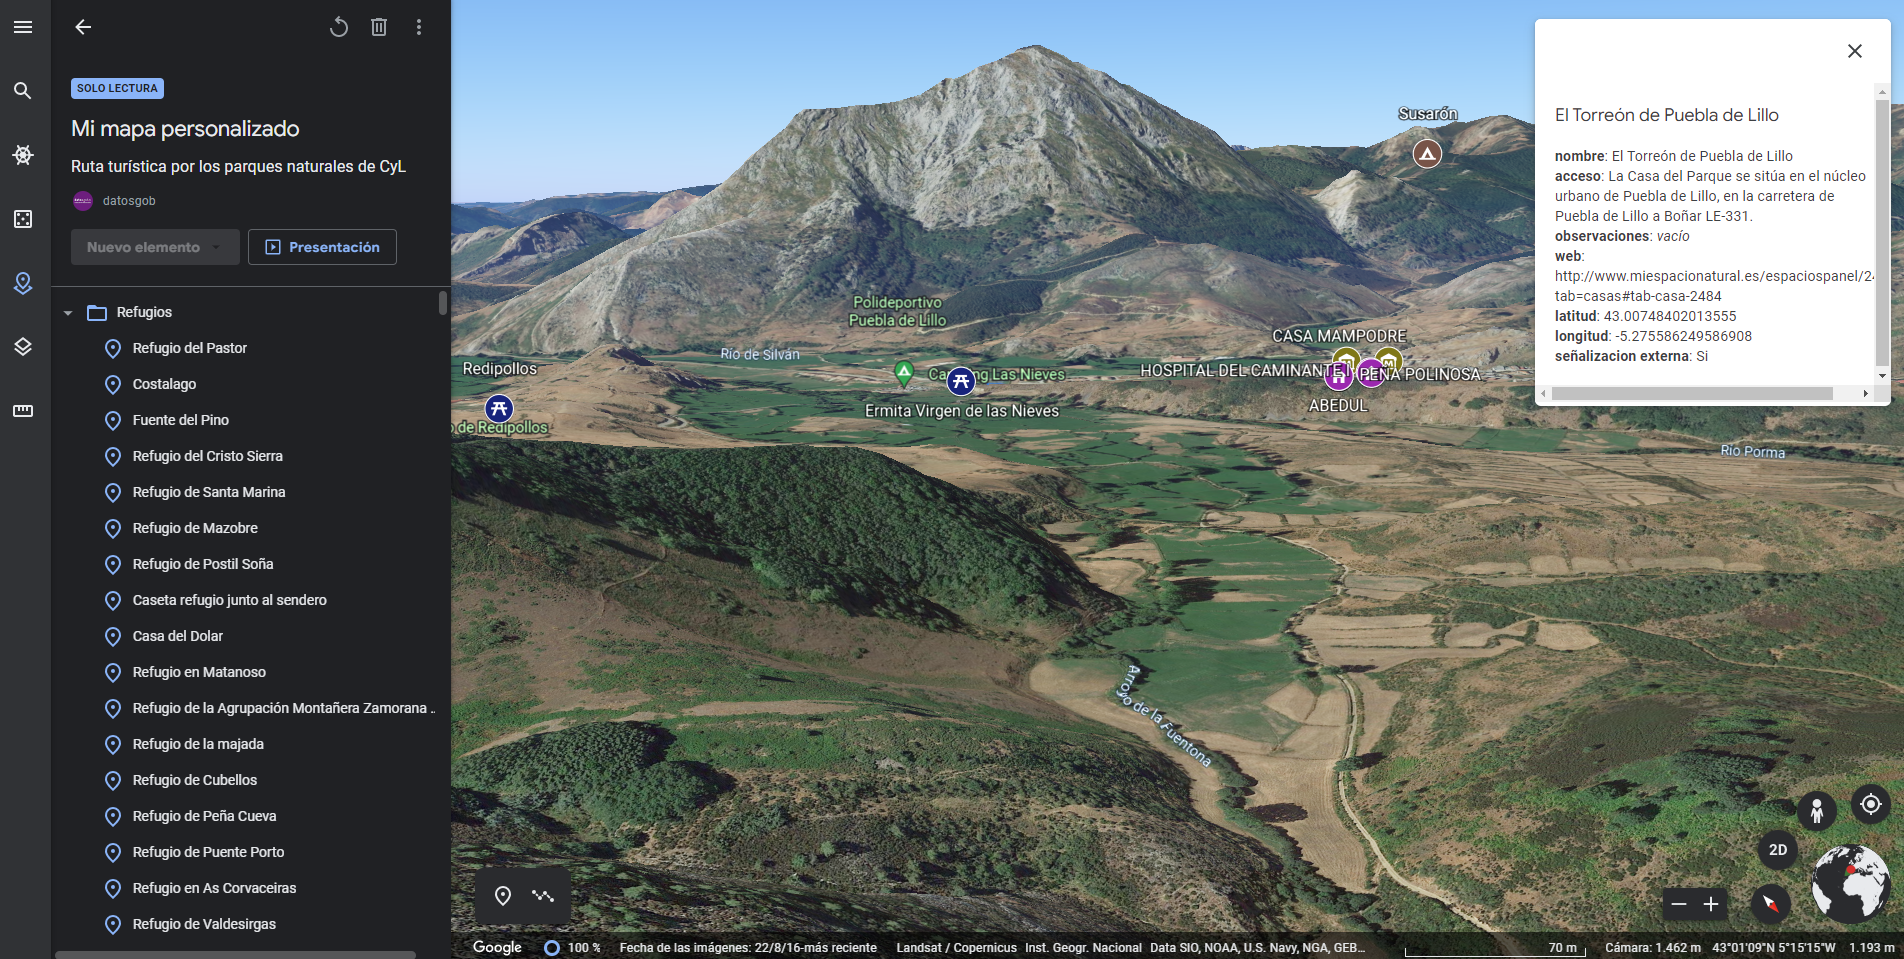 SOLO LECTURA
Mi mapa personalizado
Ruta turística por los parques naturales de CyL
datosgob
Nuevo elemento
Presentación
Refugios
Refugio del Pastor
Costalago
Fuente del Pino
Refugio del Cristo Sierra
Refugio de Santa Marina
Refugio de Mazobre
Refugio de Postil Soña
Caseta refugio junto al sendero
Casa del Dolar
Refugio en Matanoso
Refugio de la Agrupación Montañera Zamorana ..
Refugio de la majada
Refugio de Cubellos
Refugio de Peña Cueva
Refugio de Puente Porto
Refugio en As Corvaceiras
Refugio de Valdesirgas
Susarón
Polideportivo
Puebla de Lillo
Río de Silván
CASA MAMPODRE
Redipollos
Las Nieves
HOSPITAL DEL CAMINANTE
PEÑA POLINOSA
Ermita Virgen de las Nieves
ABEDUL
de Redipollos
Río Porma
Arroyo de la Fuentona
El Torreón de Puebla de Lillo
nombre: El Torreón de Puebla de Lillo
acceso: La Casa del Parque se sitúa en el núcleo
urbano de Puebla de Lillo, en la carretera de
Puebla de Lillo a Boñar LE-331.
observaciones: vacío
web:
http://www.miespacionatural.es/espaciospanel/24
tab=casas#tab-casa-2484
latitud: 43.00748402013555
longitud: -5.275586249586908
señalizacion externa: Si
2D
Google
100 %
Fecha de las imágenes: 22/8/16-más reciente
Landsat / Copernicus Inst. Geogr. Nacional Data SIO, NOAA, U.S. Navy, NGA, GEB...
70 m
Cámara: 1.462 m 43°01'09"N 5°15'15"W 1.193 m